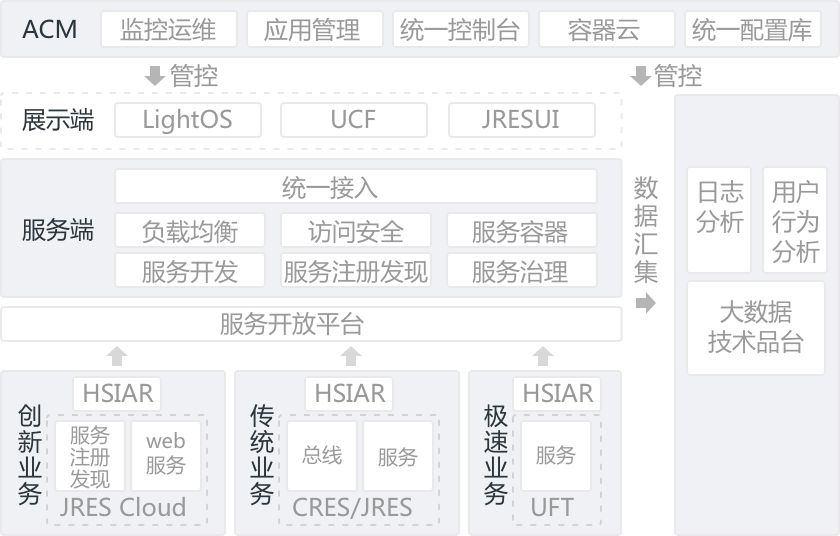 ACM
监控运维
应用管理
统一控制台
容器云
统一配置库
管控
管控
展示端
LightOS
UCF
JRESUI
服务端
统一接入
负载均衡
访问安全
服务容器
服务开发
服务注册发现
服务治理
数
据
汇
集
日志
分析
用户
行为
分析
大数据
技术品台
服务开放平台
创
新
业
务
HSIAR
服务
注册
发现
web
服务
JRES Cloud
传
统
业
务
HSIAR
总线
服务
CRES/JRES
极
速
业
务
HSIAR
服务
UFT